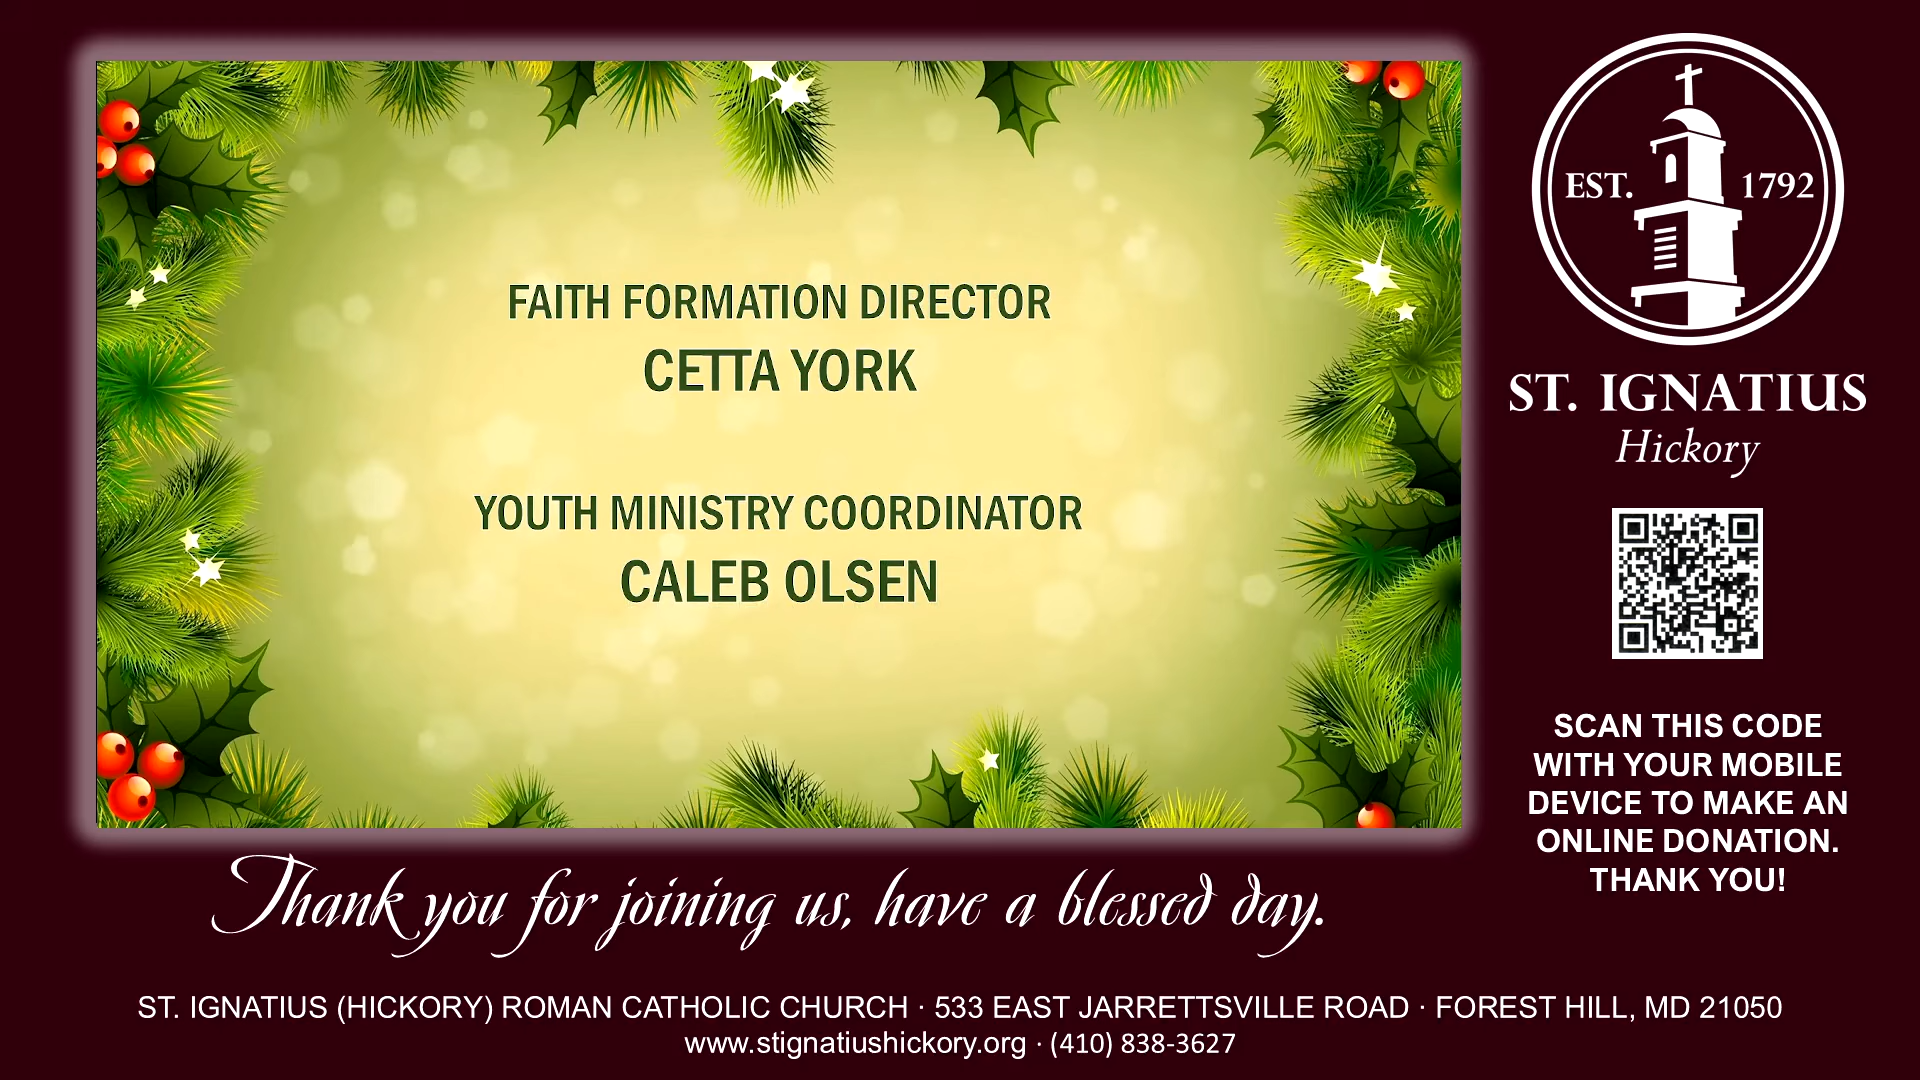 FAITH FORMATION DIRECTOR
CETTA YORK
YOUTH MINISTRY COORDINATOR
CALEB OLSEN
EST. 1792
ST. IGNATIUS
Hickory
SCAN THIS CODE
WITH YOUR MOBILE
DEVICE TO MAKE AN
ONLINE DONATION.
THANK YOU!
Thank you for joining us, have a blessed day.
ST. IGNATIUS (HICKORY) ROMAN CATHOLIC CHURCH · 533 EAST JARRETTSVILLE ROAD · FOREST HILL, MD 21050
www.stignatiushickory.org · (410) 838-3627